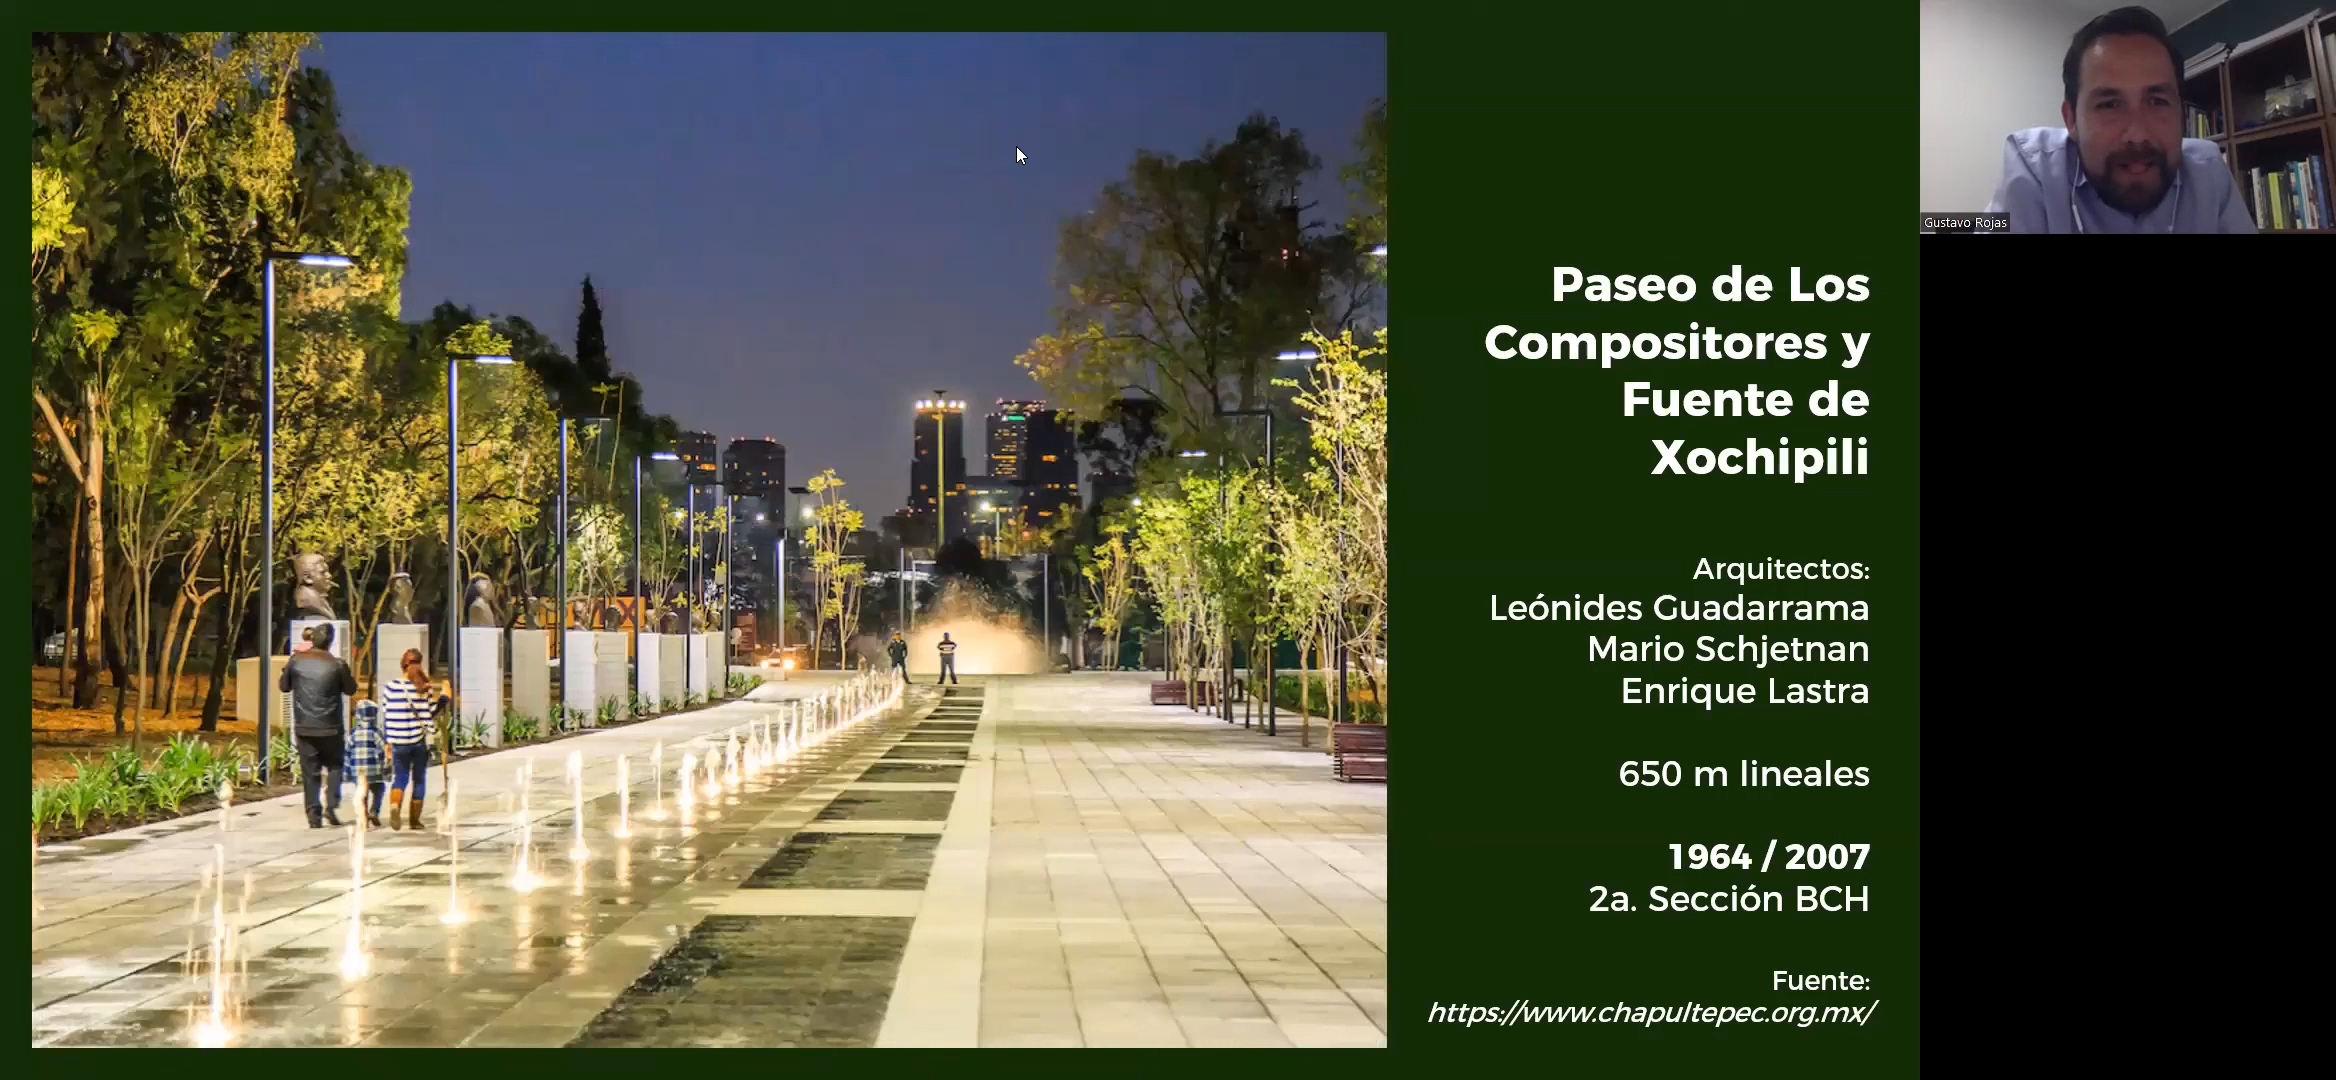 Paseo de Los
Compositores y
Fuente de
Xochipili
Arquitectos:
Leónides Guadarrama
Mario Schjetnan
Enrique Lastra
650 m lineales
1964 / 2007
2a. Sección BCH
Fuente:
https://www.chapultepec.org.mx/
Gustavo Rojas